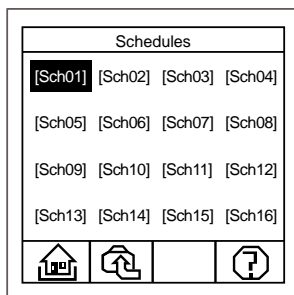 Schedules
[Sch01] [Sch02] [Sch03] [Sch04]
[Sch05] [Sch06] [Sch07] [Sch08]
[Sch09] [Sch10] [Sch11] [Sch12]
[Sch13] [Sch14] [Sch15] [Sch16]
?